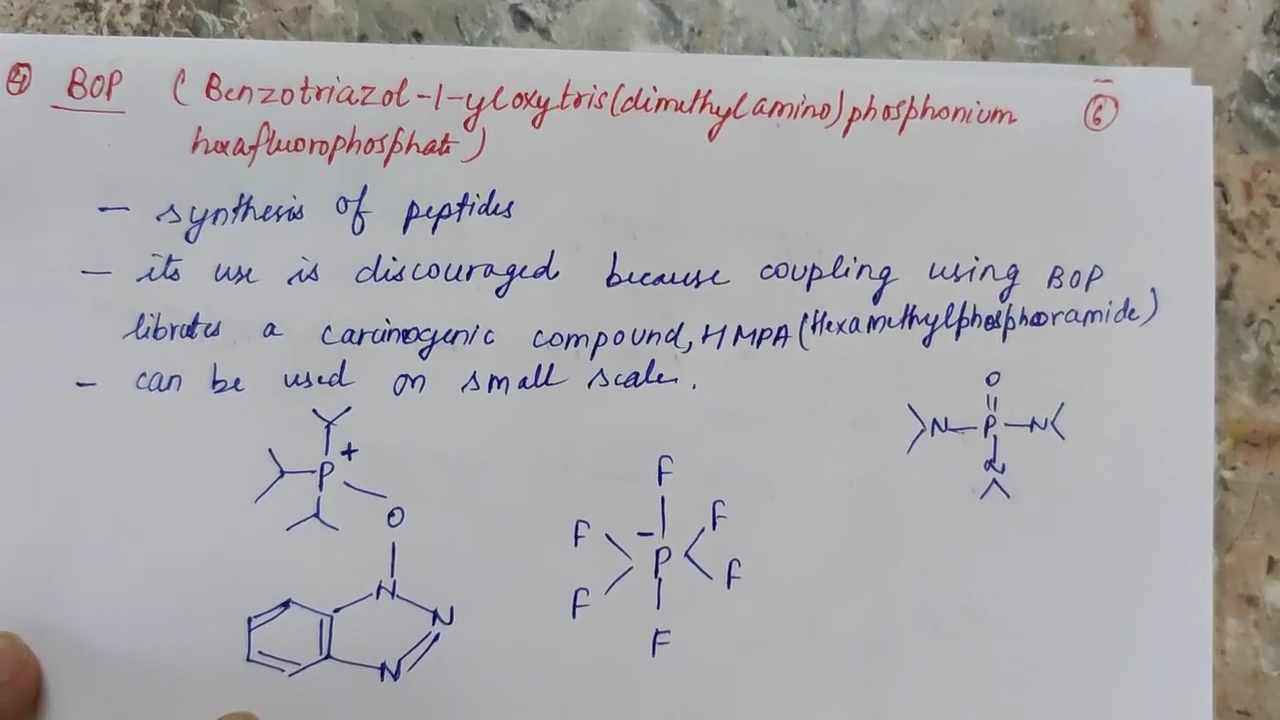 ④ BOP (Benzotriazol-1-yloxytris(dimethylamino)phosphonium
⑥
hexafluorophosphate)
– synthesis of peptides
– its use is discouraged because coupling using BOP
librates a carcinogenic compound, HMPA (Hexamethylphosphoramide)
– can be used on small scale.
O
N P N
N
P +
O
N
N
N
F
F F
– P
F F
F